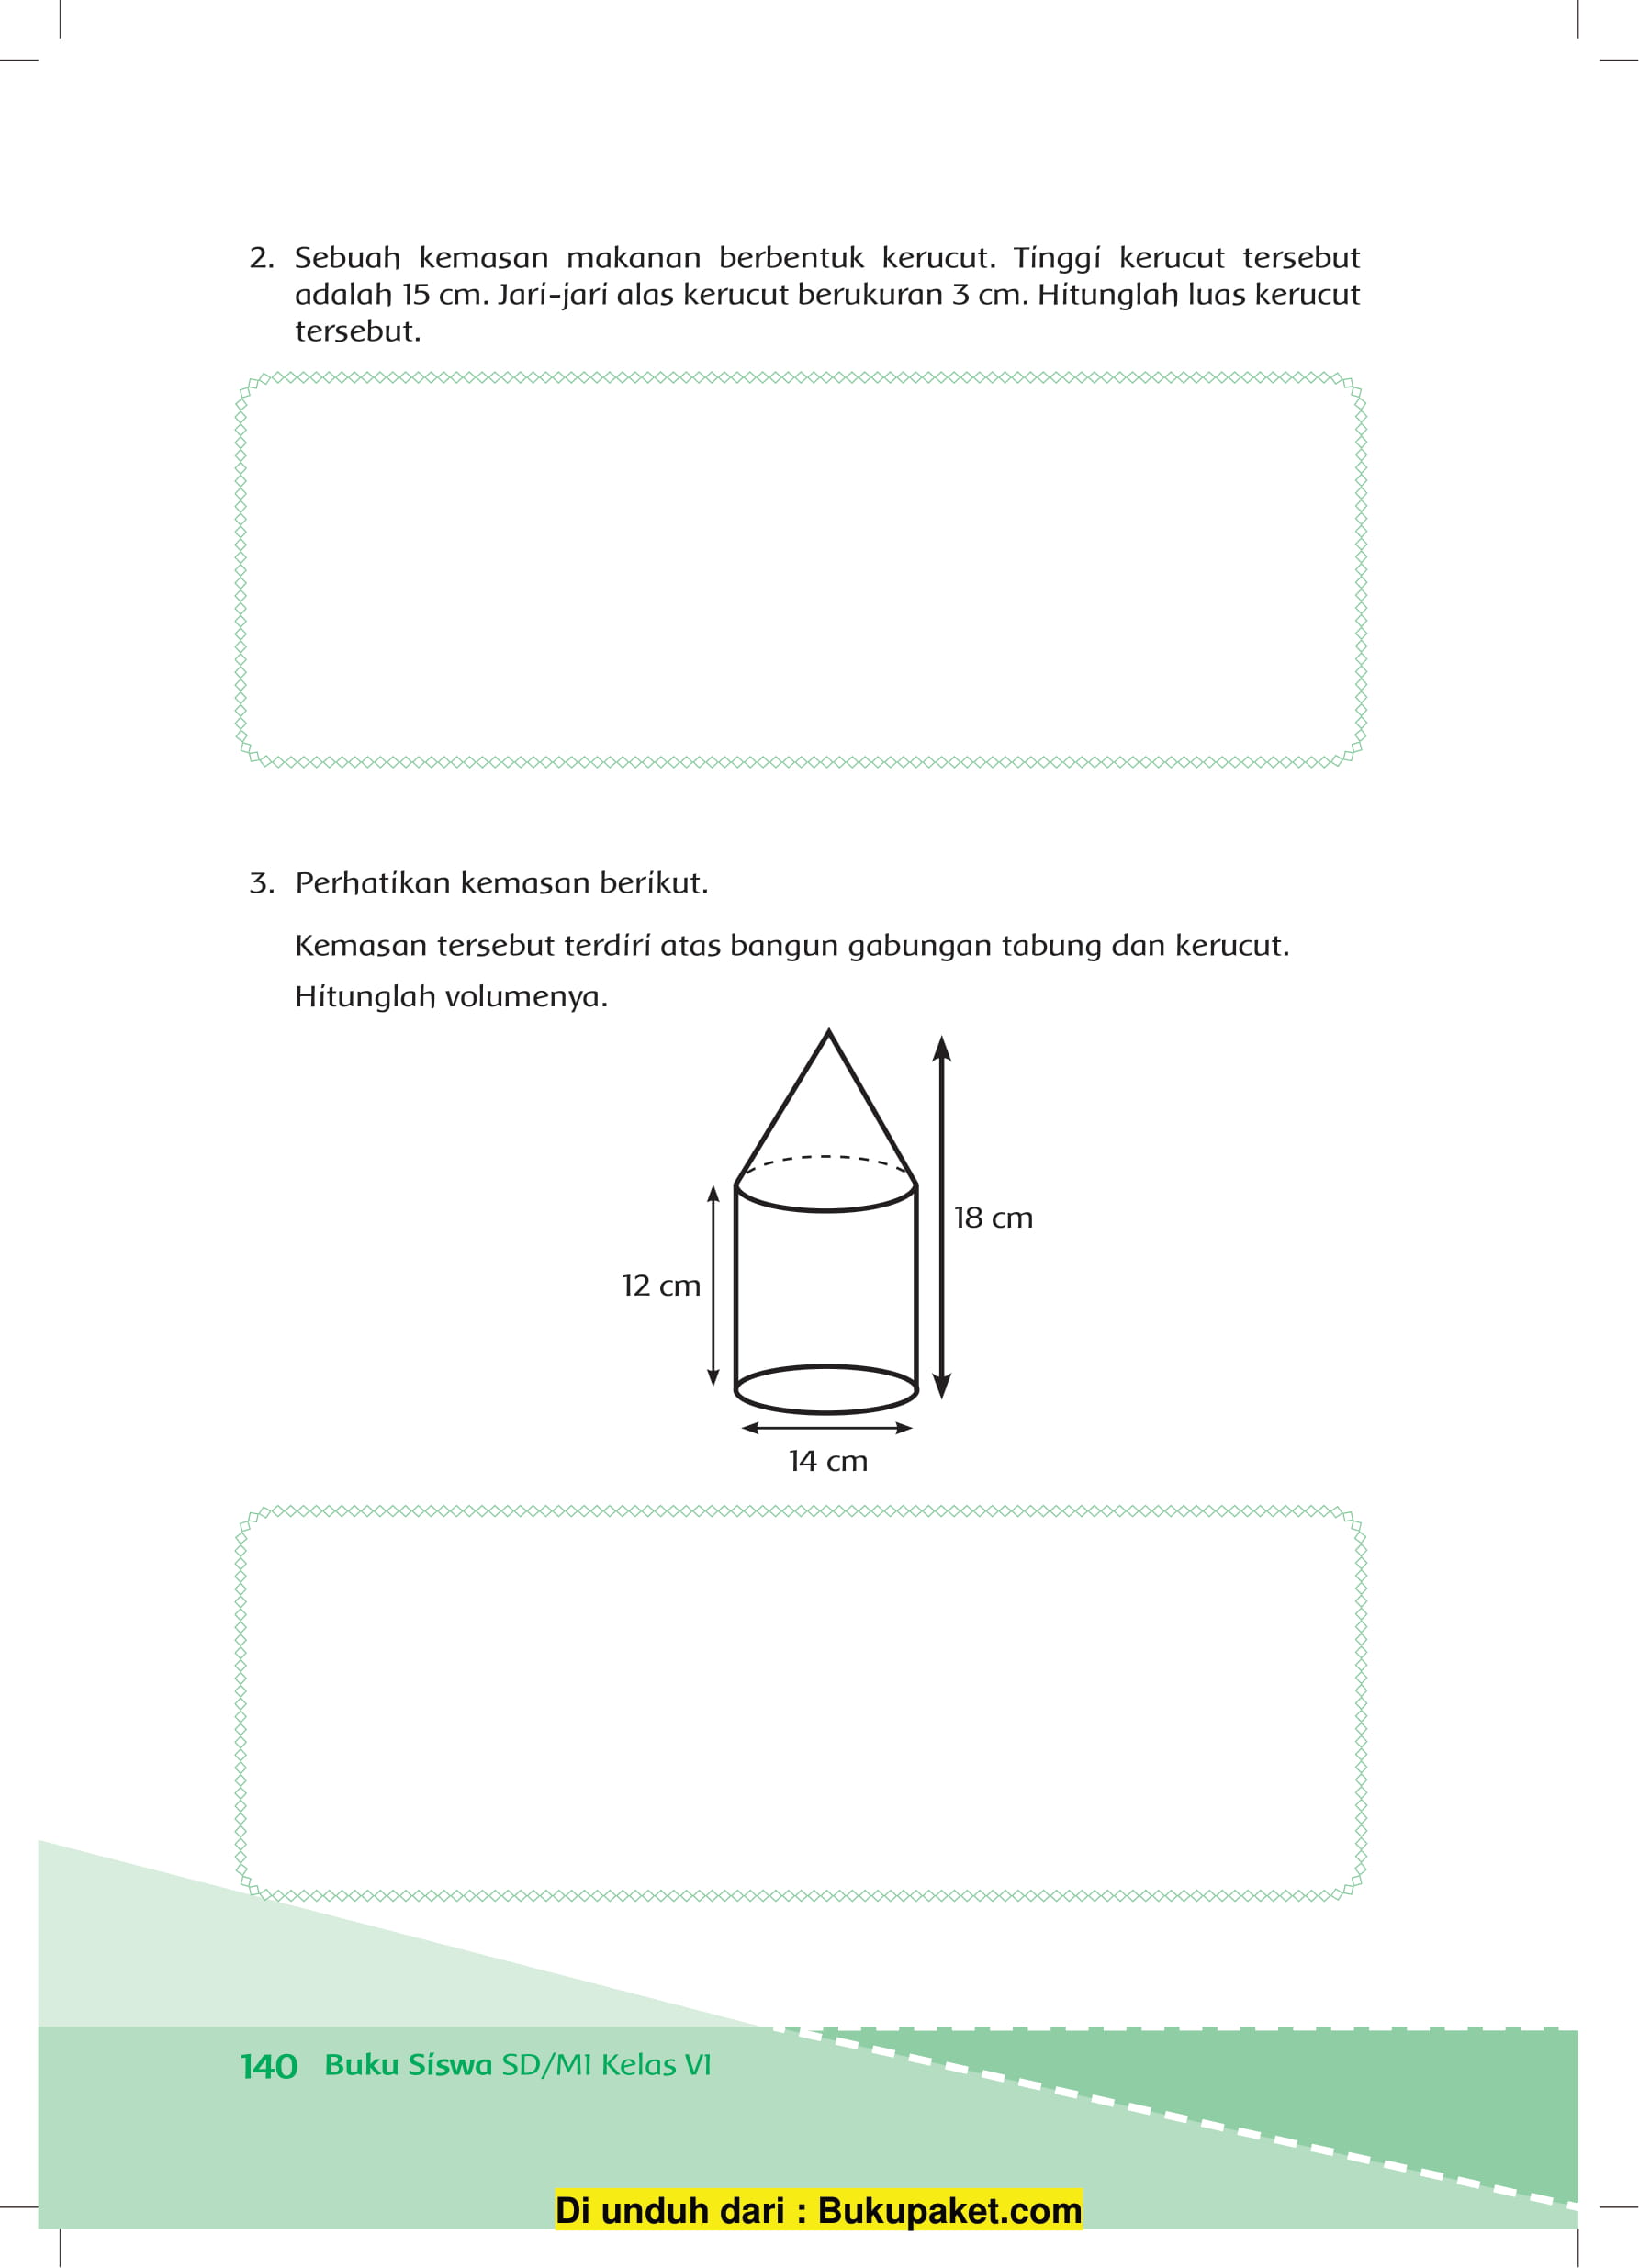 2. Sebuah kemasan makanan berbentuk kerucut. Tinggi kerucut tersebut
adalah 15 cm. Jari-jari alas kerucut berukuran 3 cm. Hitunglah luas kerucut
tersebut.
3. Perhatikan kemasan berikut.
Kemasan tersebut terdiri atas bangun gabungan tabung dan kerucut.
Hitunglah volumenya.
18 cm
12 cm
14 cm
140 Buku Siswa SD/MI Kelas VI
Di unduh dari : Bukupaket.com